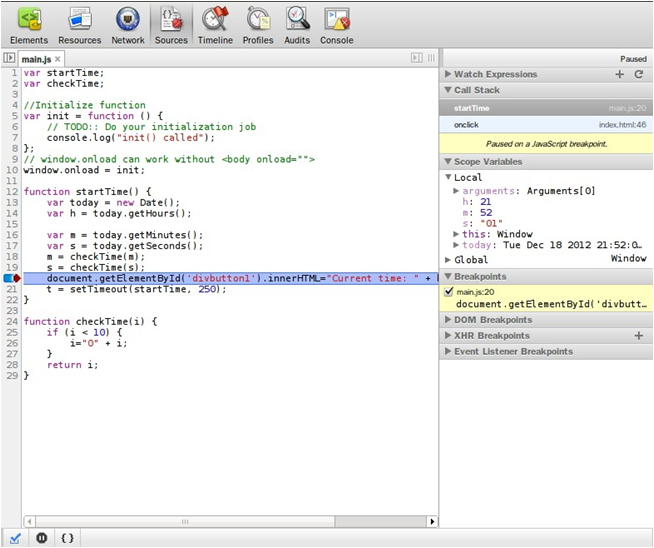 Elements Resources Network Sources Timeline Profiles Audits Console
main.js ×
1 var startTime;
2 var checkTime;
3
4 //Initialize function
5 var init = function () {
6 // TODO:: Do your initialization job
7 console.log("init() called");
8 };
9 // window.onload can work without <body onload="">
10 window.onload = init;
11
12 function startTime() {
13 var today = new Date();
14 var h = today.getHours();
15
16 var m = today.getMinutes();
17 var s = today.getSeconds();
18 m = checkTime(m);
19 s = checkTime(s);
document.getElementById('divbutton1').innerHTML="Current time: " +
21 t = setTimeout(startTime, 250);
22 }
23
24 function checkTime(i) {
25 if (i < 10) {
26 i="0" + i;
27 }
28 return i;
29 }
{ }
Paused
Watch Expressions
Call Stack
startTime main.js:20
onclick index.html:46
Paused on a JavaScript breakpoint.
Scope Variables
Local
arguments: Arguments[0]
h: 21
m: 52
s: "01"
this: Window
today: Tue Dec 18 2012 21:52:0…
Global Window
Breakpoints
main.js:20
document.getElementById('divbutt…
DOM Breakpoints
XHR Breakpoints
Event Listener Breakpoints